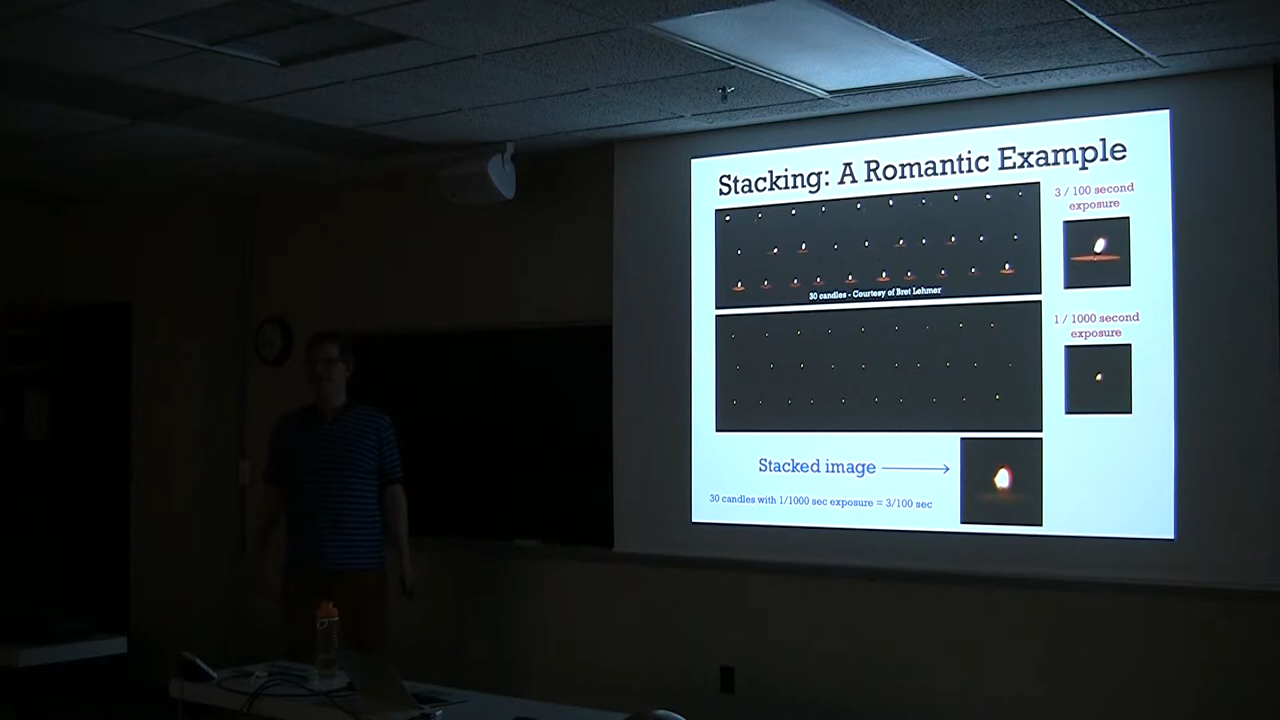 Stacking: A Romantic Example
3 / 100 second
exposure
30 candles - Courtesy of Bret Lehmer
1 / 1000 second
exposure
Stacked image
30 candles with 1/1000 sec exposure = 3/100 sec